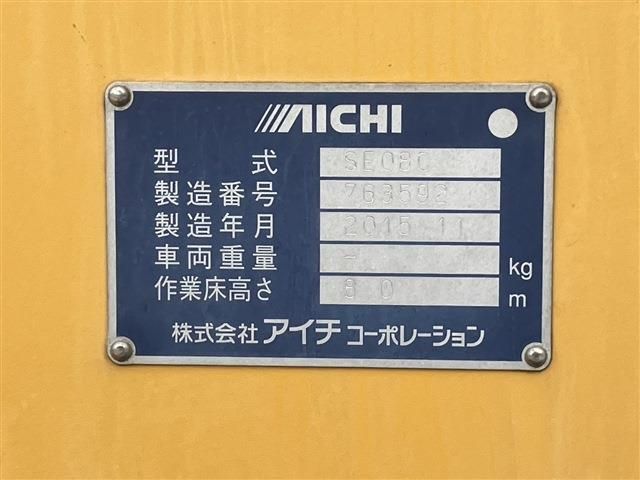 AICHI
型式 SE08C
製造番号 763592
製造年月 2015 11
車両重量 - kg
作業床高さ 8 0 m
株式会社アイチコーポレーション